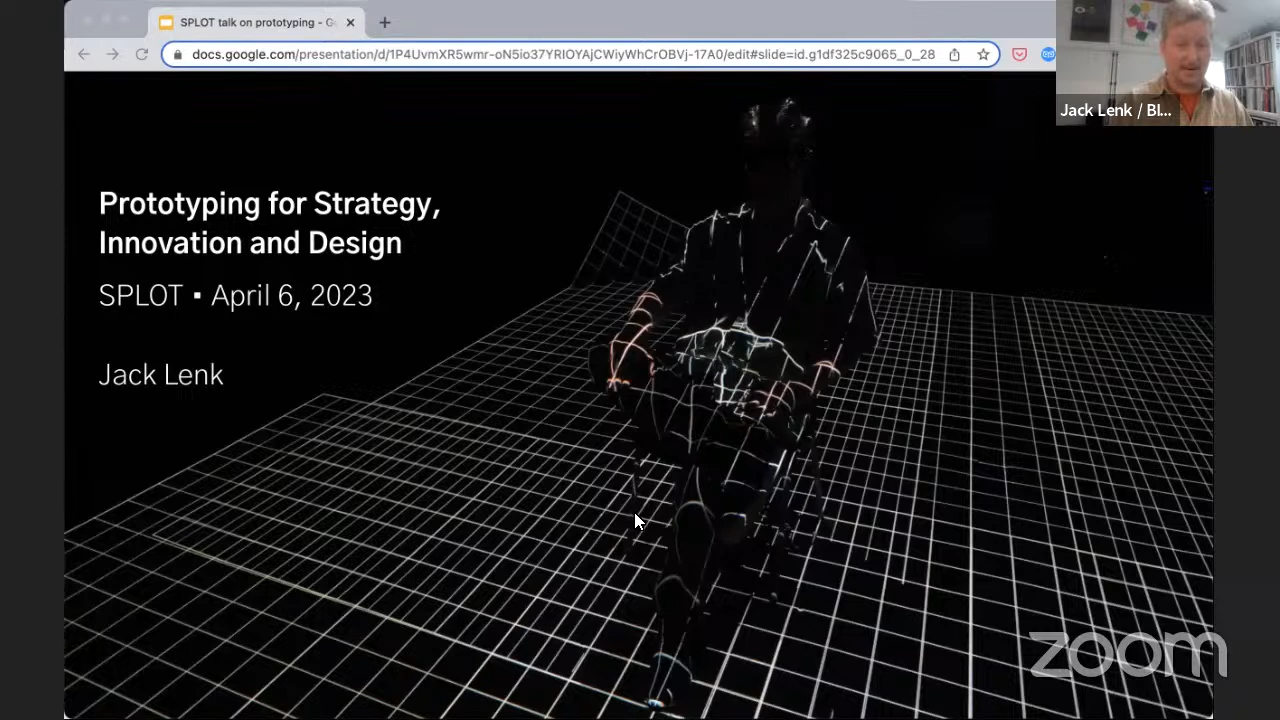 SPLOT talk on prototyping - G
docs.google.com/presentation/d/1P4UvmXR5wmr-oN5io37YRIOYAjCWiyWhCrOBVj-17A0/edit#slide=id.g1df325c9065_0_28
Jack Lenk / Bl...
Prototyping for Strategy,
Innovation and Design
SPLOT ▪ April 6, 2023
Jack Lenk
zoom